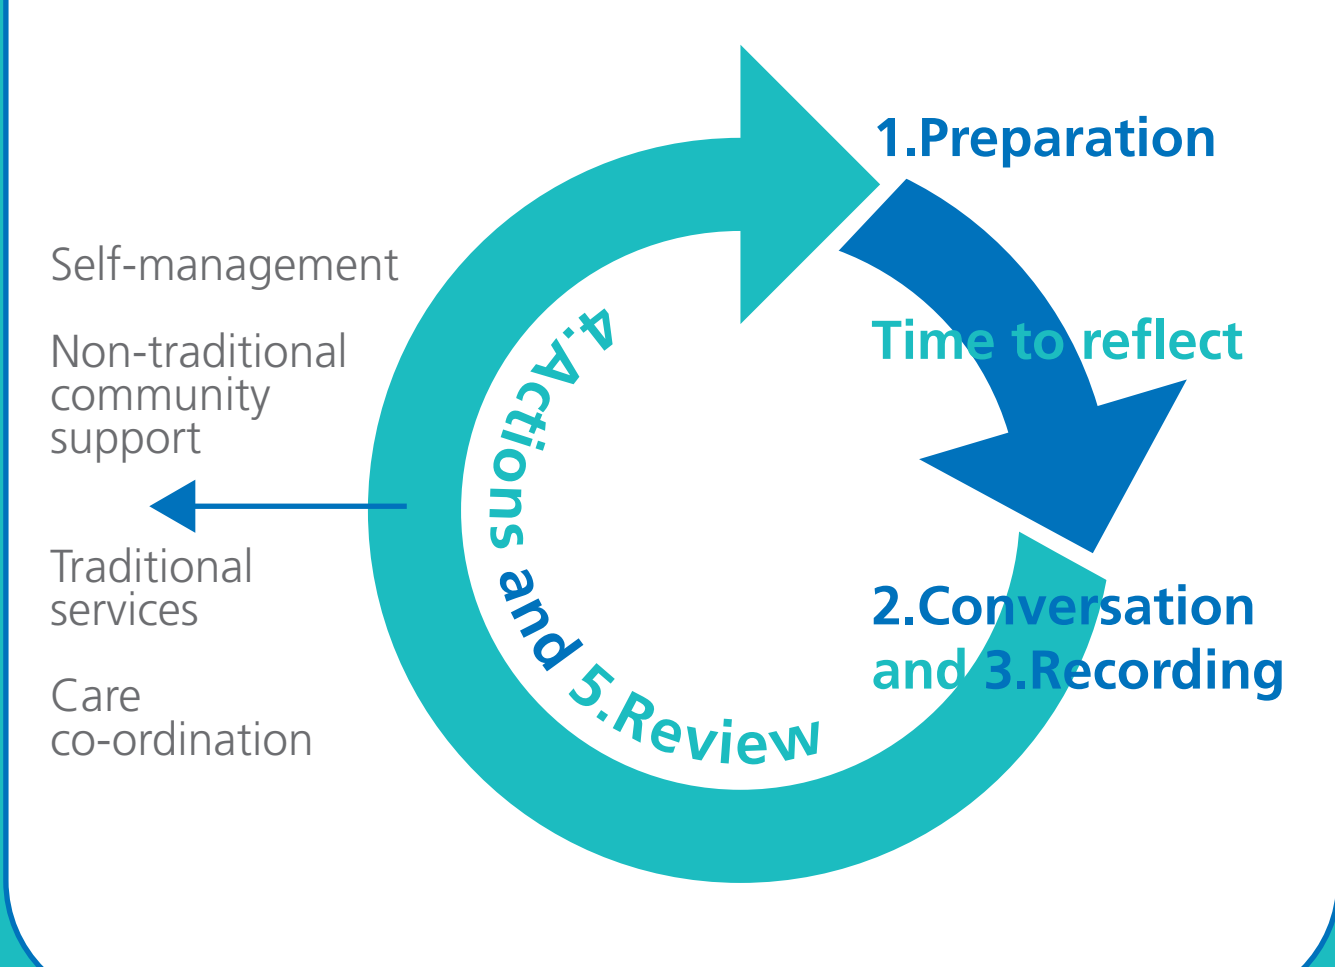 1.Preparation
Time to reflect
2.Conversation
and 3.Recording
4.Actions and 5.Review
Self-management
Non-traditional
community
support
Traditional
services
Care
co-ordination